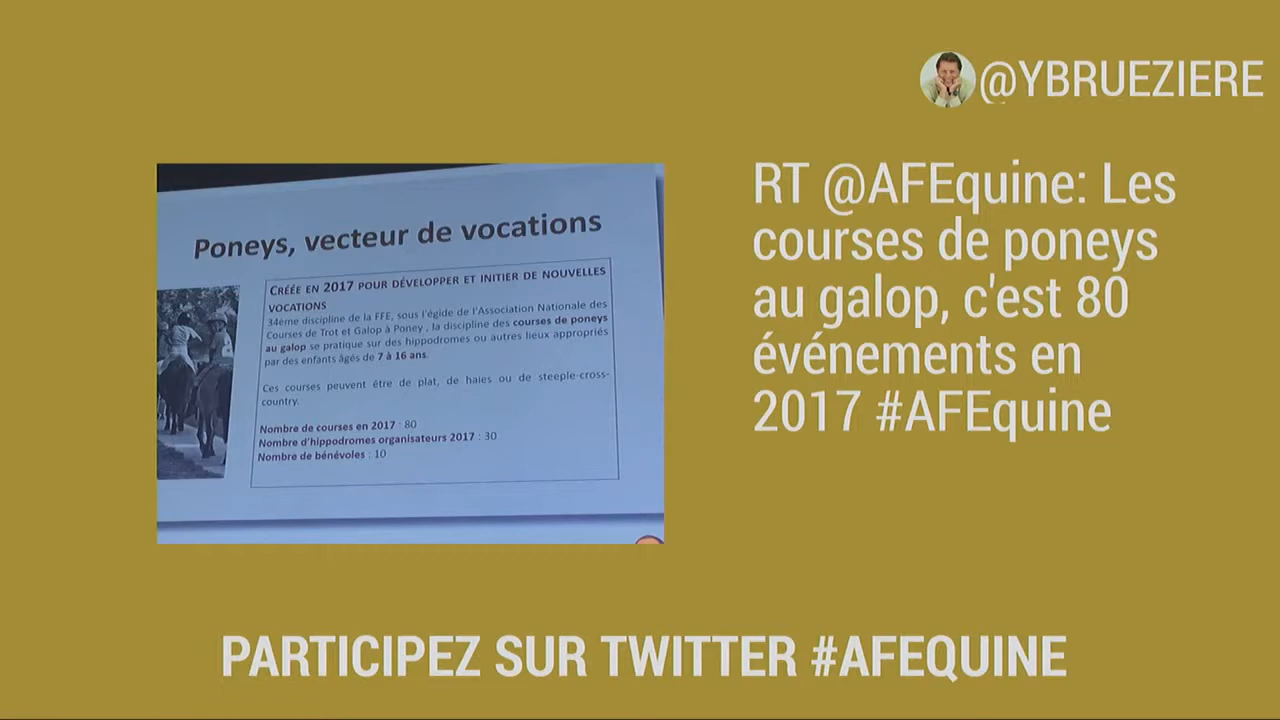 @YBRUEZIERE
Poneys, vecteur de vocations
CRÉÉE EN 2017 POUR DÉVELOPPER ET INITIER DE NOUVELLES
VOCATIONS
34ème discipline de la FFE, sous l'égide de l'Association Nationale des
Courses de Trot et Galop à Poney , la discipline des courses de poneys
au galop se pratique sur des hippodromes ou autres lieux appropriés
par des enfants âgés de 7 à 16 ans.
Ces courses peuvent être de plat, de haies ou de steeple-cross-
country.
Nombre de courses en 2017 : 80
Nombre d'hippodromes organisateurs 2017 : 30
Nombre de bénévoles : 10
RT @AFEquine: Les
courses de poneys
au galop, c'est 80
événements en
2017 #AFEquine
PARTICIPEZ SUR TWITTER #AFEQUINE